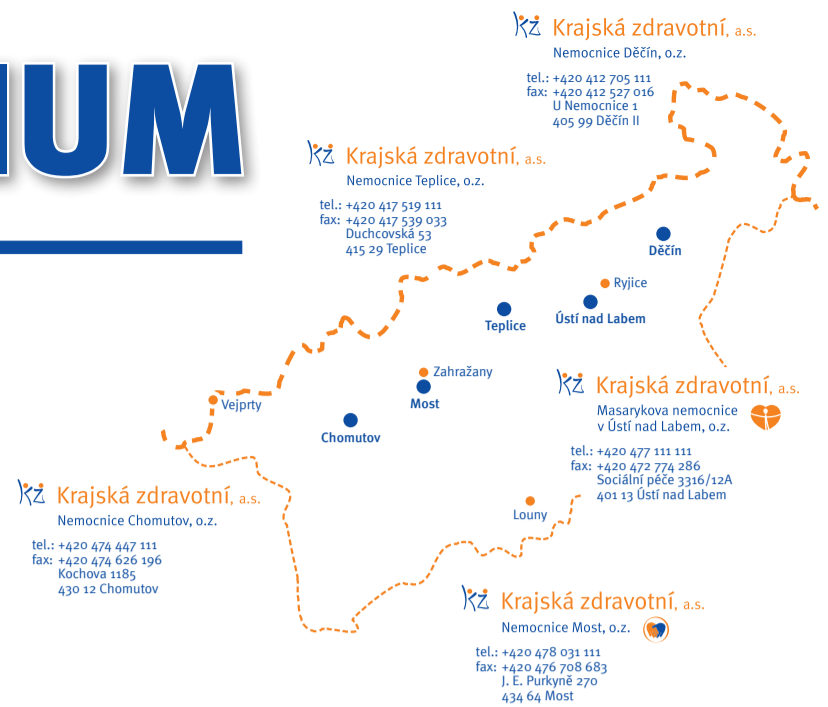 NUM
kz Krajská zdravotní, a.s.
Nemocnice Děčín, o.z.
tel.: +420 412 705 111
fax: +420 412 527 016
U Nemocnice 1
405 99 Děčín II
kz Krajská zdravotní, a.s.
Nemocnice Teplice, o.z.
tel.: +420 417 519 111
fax: +420 417 539 033
Duchcovská 53
415 29 Teplice
Děčín
Ryjice
Ústí nad Labem
Teplice
Zahražany
Most
Vejprty
Chomutov
kz Krajská zdravotní, a.s.
Masarykova nemocnice
v Ústí nad Labem, o.z.
tel.: +420 477 111 111
fax: +420 472 774 286
Sociální péče 3316/12A
401 13 Ústí nad Labem
Louny
kz Krajská zdravotní, a.s.
Nemocnice Chomutov, o.z.
tel.: +420 474 447 111
fax: +420 474 626 196
Kochova 1185
430 12 Chomutov
kz Krajská zdravotní, a.s.
Nemocnice Most, o.z.
tel.: +420 478 031 111
fax: +420 476 708 683
J. E. Purkyně 270
434 64 Most